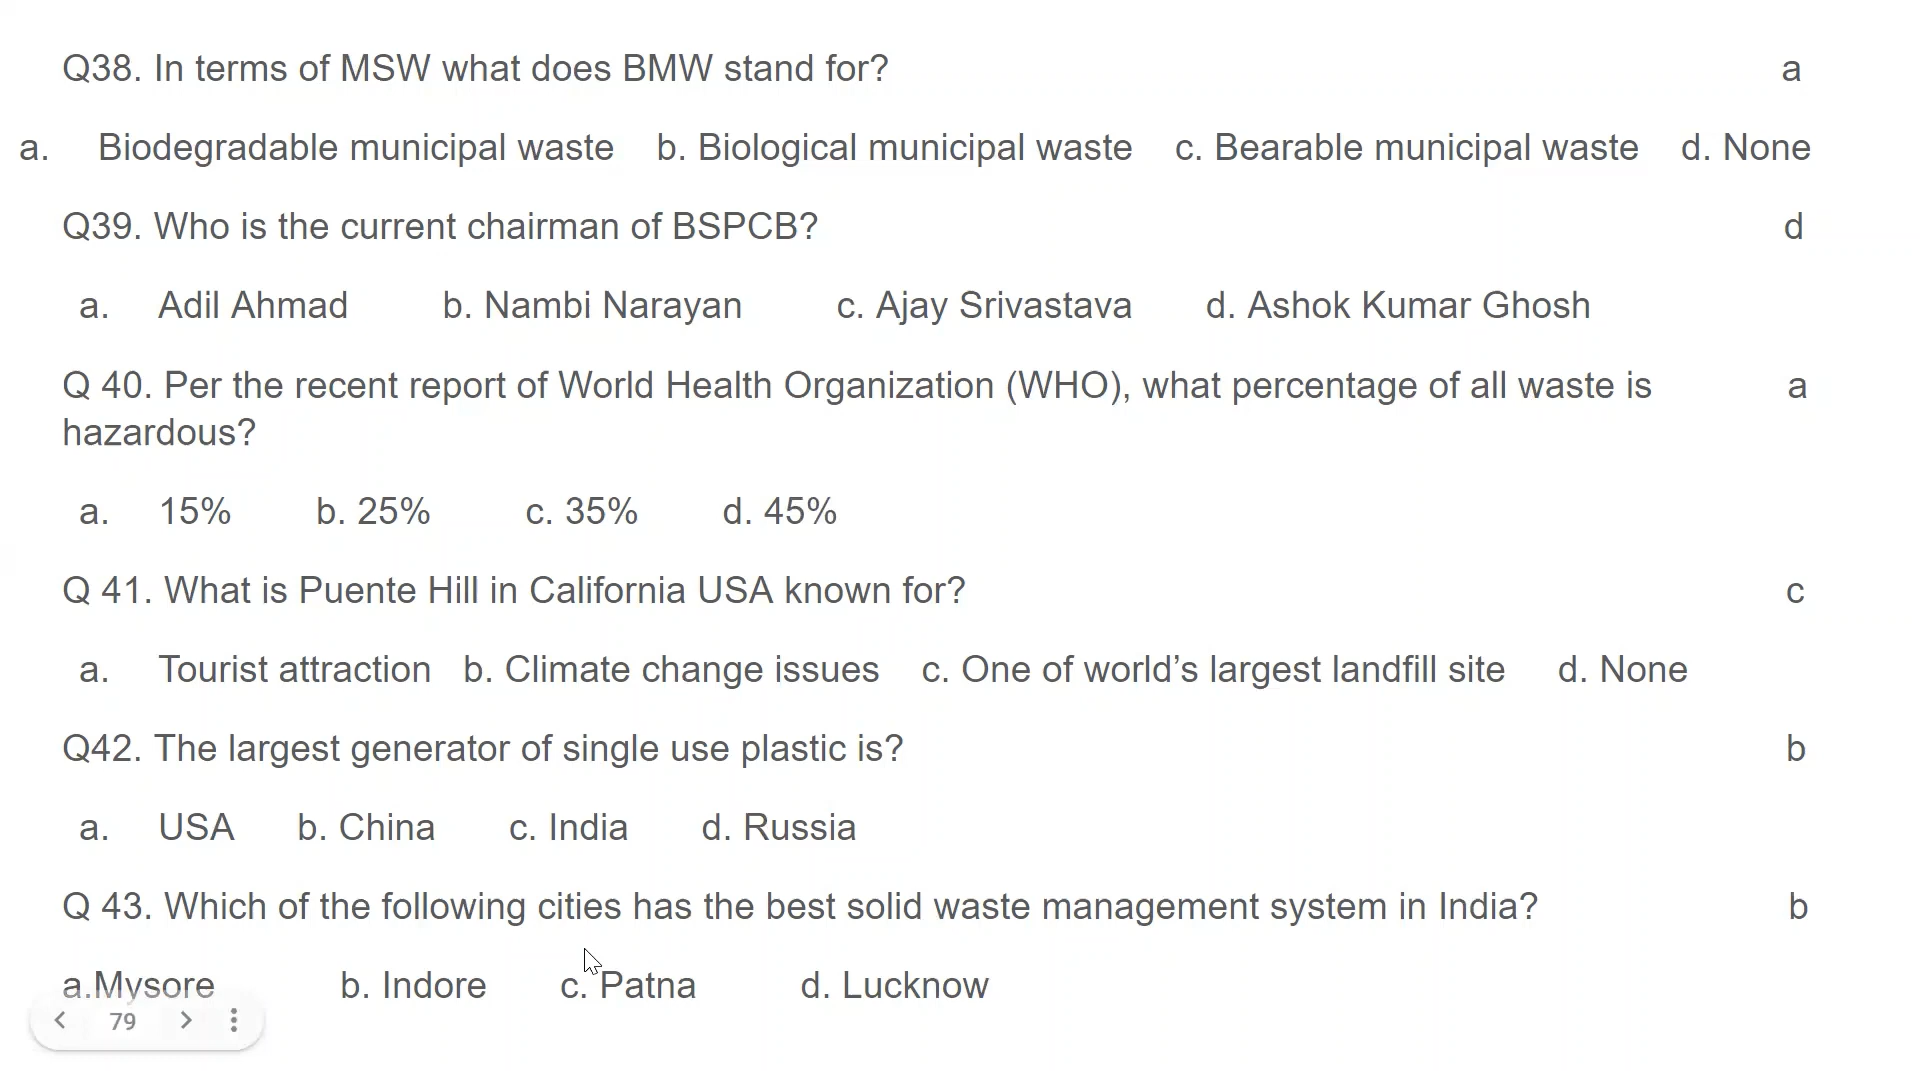 Q38. In terms of MSW what does BMW stand for? a
a. Biodegradable municipal waste b. Biological municipal waste c. Bearable municipal waste d. None
Q39. Who is the current chairman of BSPCB? d
a. Adil Ahmad b. Nambi Narayan c. Ajay Srivastava d. Ashok Kumar Ghosh
Q 40. Per the recent report of World Health Organization (WHO), what percentage of all waste is a
hazardous?
a. 15% b. 25% c. 35% d. 45%
Q 41. What is Puente Hill in California USA known for? c
a. Tourist attraction b. Climate change issues c. One of world’s largest landfill site d. None
Q42. The largest generator of single use plastic is? b
a. USA b. China c. India d. Russia
Q 43. Which of the following cities has the best solid waste management system in India? b
a.Mysore b. Indore c. Patna d. Lucknow
79